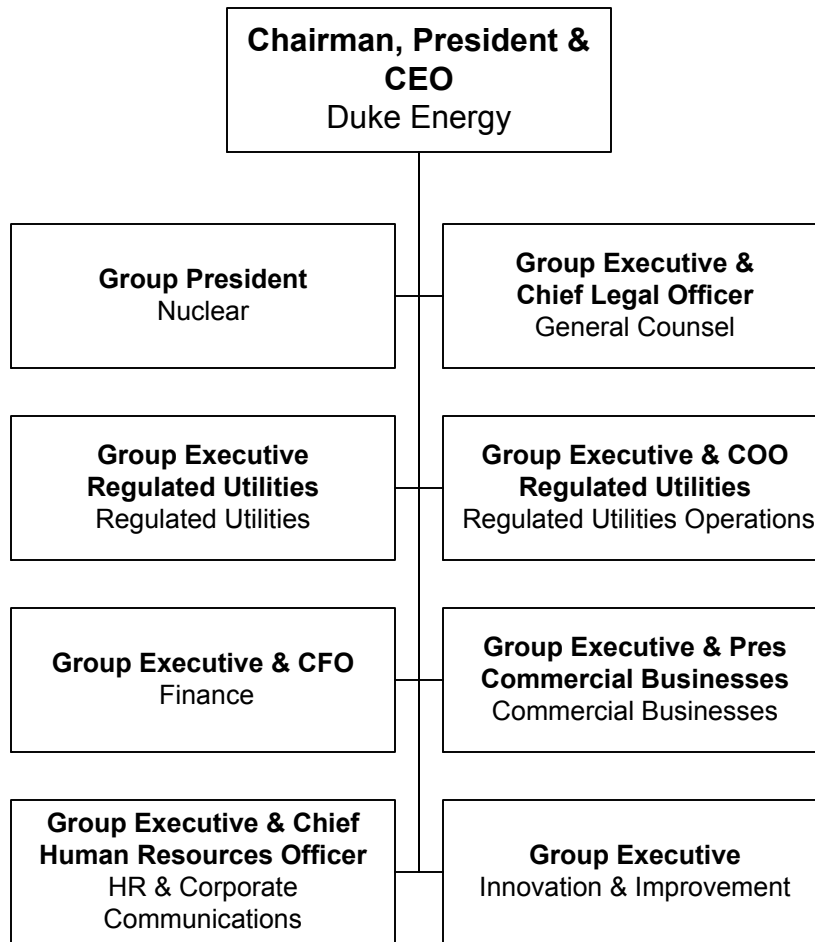 Chairman, President &
CEO
Duke Energy
Group President
Nuclear
Group Executive &
Chief Legal Officer
General Counsel
Group Executive
Regulated Utilities
Regulated Utilities
Group Executive & COO
Regulated Utilities
Regulated Utilities Operations
Group Executive & CFO
Finance
Group Executive & Pres
Commercial Businesses
Commercial Businesses
Group Executive & Chief
Human Resources Officer
HR & Corporate
Communications
Group Executive
Innovation & Improvement